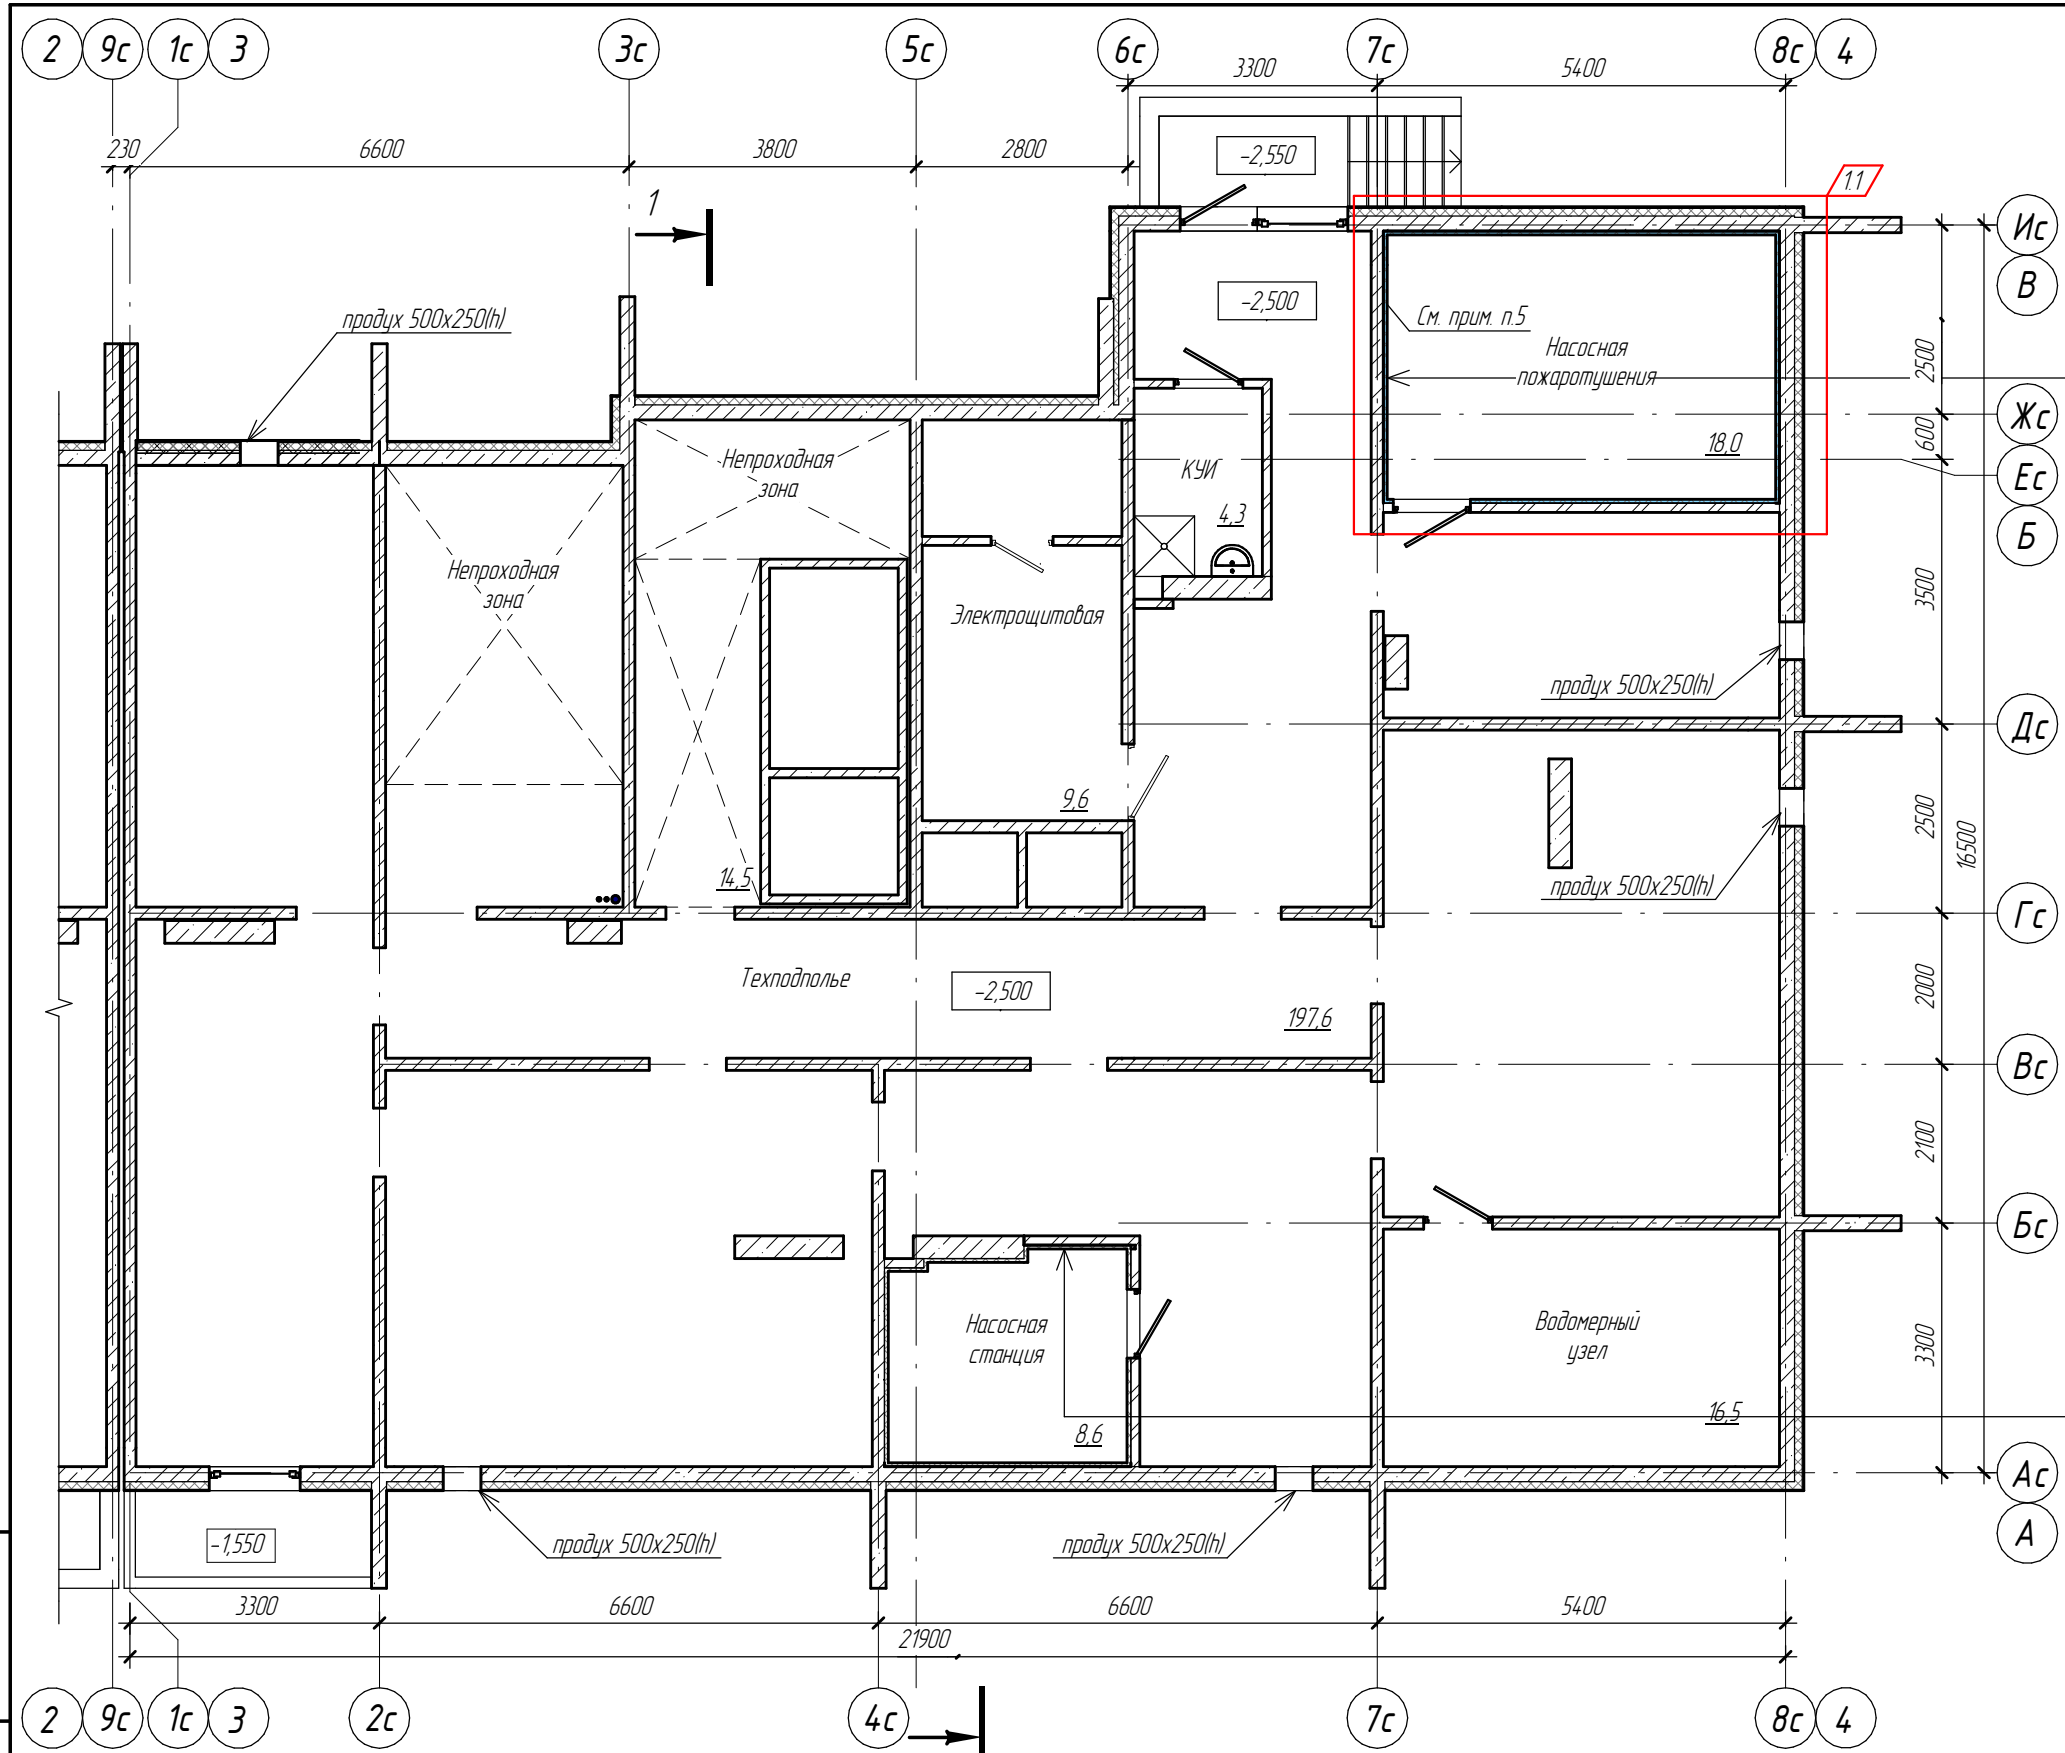 2 9с 1с 3 3с 5с 6с 7с 8с 4
3300 5400
230 6600 3800 2800
-2,550
1.1
1
Ис
В
-2,500
продух 500х250(h)
См. прим. п.5
Насосная
пожаротушения
2500
Жс
600
18,0
Непроходная
зона
КУИ
Ес
4,3
Б
Непроходная
зона
Электрощитовая
3500
продух 500х250(h)
Дс
9,6
2500
16500
14,5
продух 500х250(h)
Гс
Техподполье
-2,500
2000
197,6
Вс
2100
Бс
Насосная
станция
Водомерный
узел
3300
16,5
8,6
Ас
-1,550
продух 500х250(h)
продух 500х250(h)
А
3300 6600 6600 5400
21900
2 9с 1с 3 2с 4с 7с 8с 4